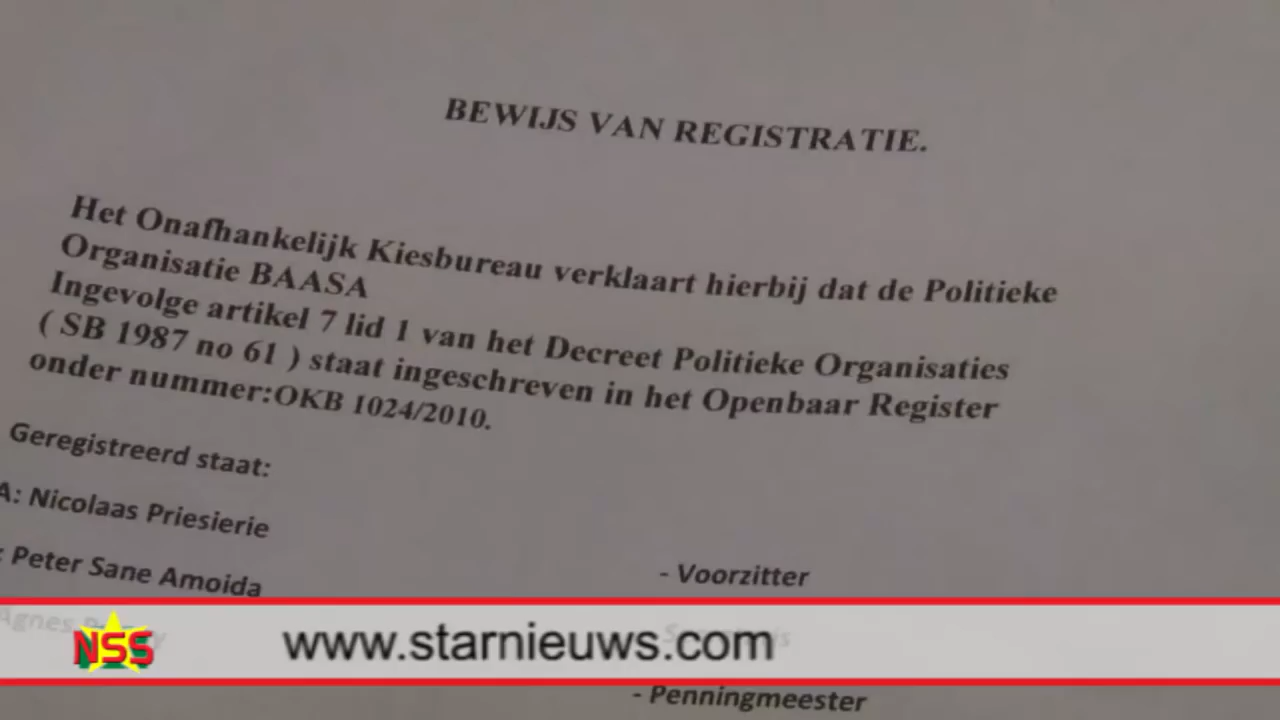 BEWIJS VAN REGISTRATIE.
Het Onafhankelijk Kiesbureau verklaart hierbij dat de Politieke
Organisatie BAASA
Ingevolge artikel 7 lid 1 van het Decreet Politieke Organisaties
( SB 1987 no 61 ) staat ingeschreven in het Openbaar Register
onder nummer:OKB 1024/2010.
Geregistreerd staat:
A: Nicolaas Priesierie
- Voorzitter
: Peter Sane Amoida
Agnes
- Penningmeester
NSS
www.starnieuws.com